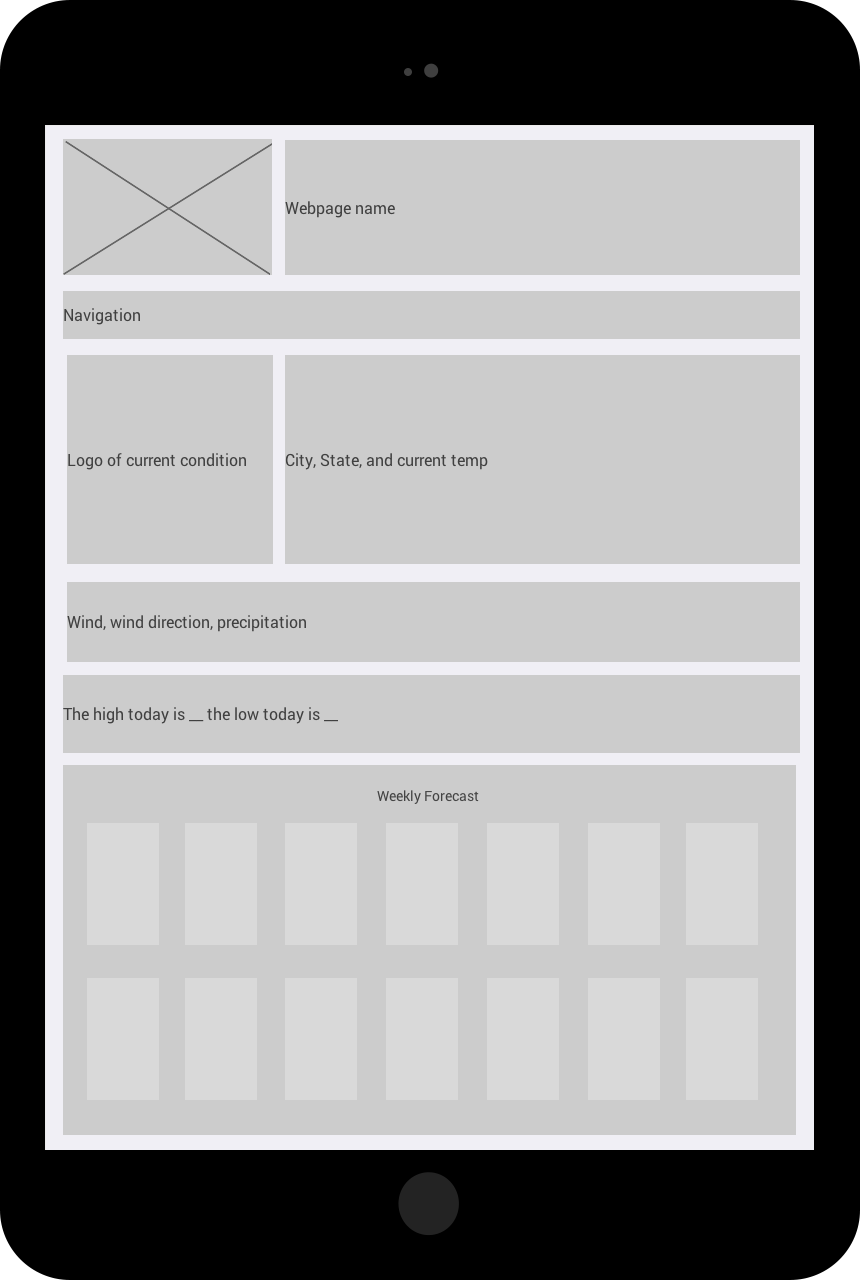 Webpage name
Navigation
Logo of current condition
City, State, and current temp
Wind, wind direction, precipitation
The high today is __ the low today is __
Weekly Forecast